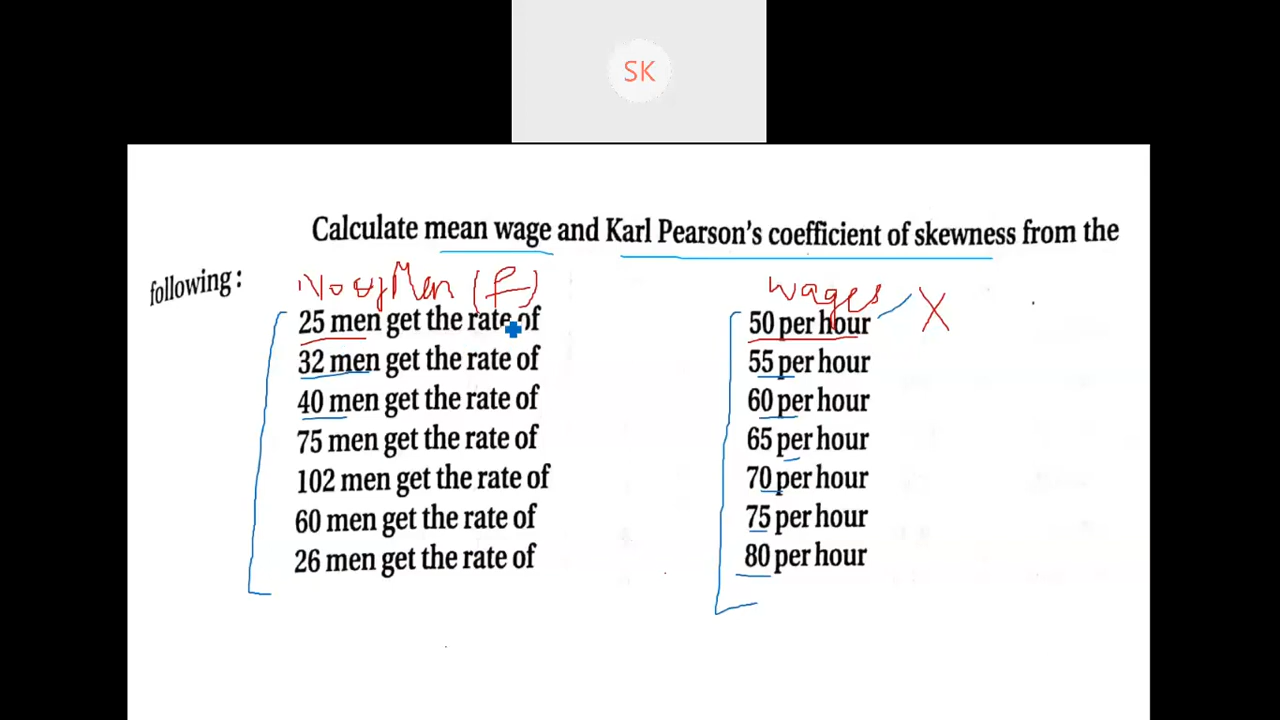 SK
Calculate mean wage and Karl Pearson's coefficient of skewness from the
following :
No of Men (f)
wages X
25 men get the rate of 50 per hour
32 men get the rate of 55 per hour
40 men get the rate of 60 per hour
75 men get the rate of 65 per hour
102 men get the rate of 70 per hour
60 men get the rate of 75 per hour
26 men get the rate of 80 per hour